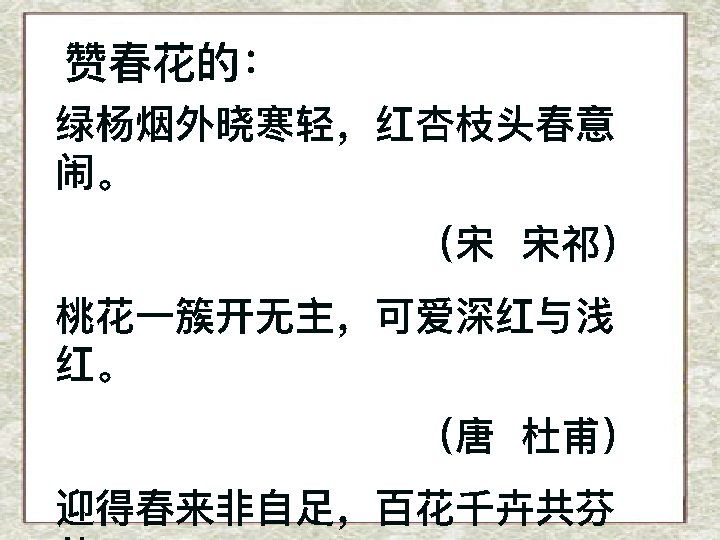 赞春花的：
绿杨烟外晓寒轻，红杏枝头春意
闹。
（宋 宋祁）
桃花一簇开无主，可爱深红与浅
红。
（唐 杜甫）
迎得春来非自足，百花千卉共芬